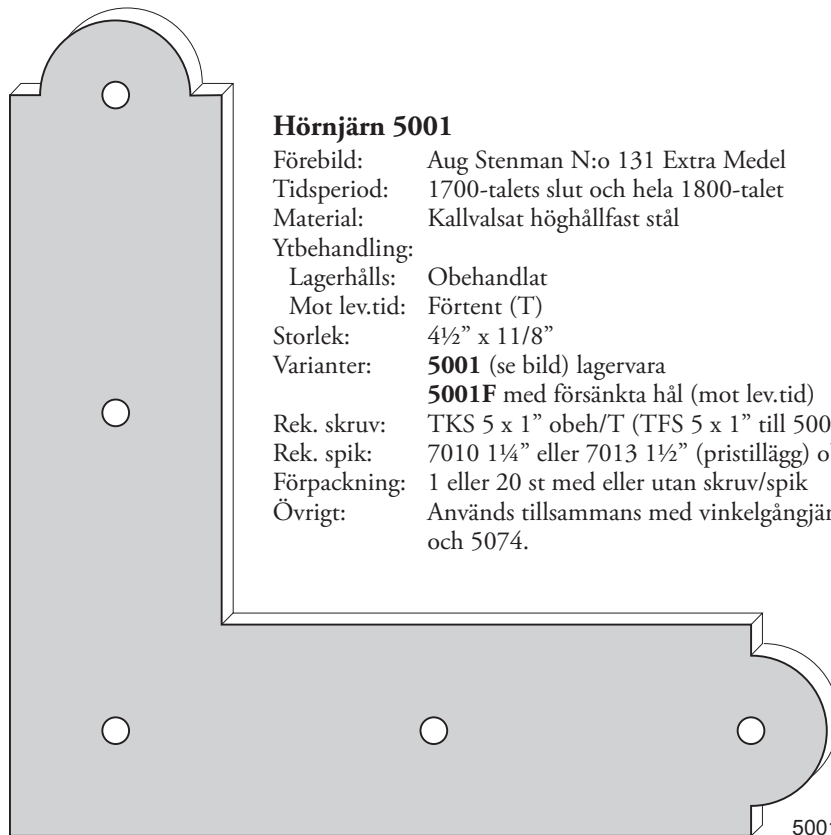 Hörnjärn 5001
Förebild: Aug Stenman N:o 131 Extra Medel
Tidsperiod: 1700-talets slut och hela 1800-talet
Material: Kallvalsat höghållfast stål
Ytbehandling:
Lagerhålls: Obehandlat
Mot lev.tid: Förtent (T)
Storlek: 4½” x 11/8”
Varianter: 5001 (se bild) lagervara
5001F med försänkta hål (mot lev.tid)
Rek. skruv: TKS 5 x 1” obeh/T (TFS 5 x 1” till 500
Rek. spik: 7010 1¼” eller 7013 1½” (pristillägg)
Förpackning: 1 eller 20 st med eller utan skruv/spik
Övrigt: Används tillsammans med vinkelgångjär
och 5074.
5001